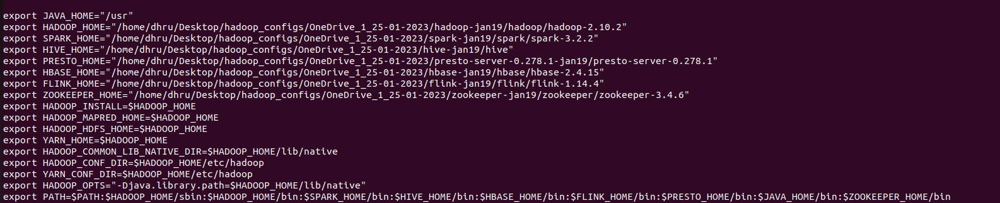 export JAVA_HOME="/usr"
export HADOOP_HOME="/home/dhru/Desktop/hadoop_configs/OneDrive_1_25-01-2023/hadoop-jan19/hadoop/hadoop-2.10.2"
export SPARK_HOME="/home/dhru/Desktop/hadoop_configs/OneDrive_1_25-01-2023/spark-jan19/spark/spark-3.2.2"
export HIVE_HOME="/home/dhru/Desktop/hadoop_configs/OneDrive_1_25-01-2023/hive-jan19/hive"
export PRESTO_HOME="/home/dhru/Desktop/hadoop_configs/OneDrive_1_25-01-2023/presto-server-0.278.1-jan19/presto-server-0.278.1"
export HBASE_HOME="/home/dhru/Desktop/hadoop_configs/OneDrive_1_25-01-2023/hbase-jan19/hbase/hbase-2.4.15"
export FLINK_HOME="/home/dhru/Desktop/hadoop_configs/OneDrive_1_25-01-2023/flink-jan19/flink/flink-1.14.4"
export ZOOKEEPER_HOME="/home/dhru/Desktop/hadoop_configs/OneDrive_1_25-01-2023/zookeeper-jan19/zookeeper/zookeeper-3.4.6"
export HADOOP_INSTALL=$HADOOP_HOME
export HADOOP_MAPRED_HOME=$HADOOP_HOME
export HADOOP_HDFS_HOME=$HADOOP_HOME
export YARN_HOME=$HADOOP_HOME
export HADOOP_COMMON_LIB_NATIVE_DIR=$HADOOP_HOME/lib/native
export HADOOP_CONF_DIR=$HADOOP_HOME/etc/hadoop
export YARN_CONF_DIR=$HADOOP_HOME/etc/hadoop
export HADOOP_OPTS="-Djava.library.path=$HADOOP_HOME/lib/native"
export PATH=$PATH:$HADOOP_HOME/sbin:$HADOOP_HOME/bin:$SPARK_HOME/bin:$HIVE_HOME/bin:$HBASE_HOME/bin:$FLINK_HOME/bin:$PRESTO_HOME/bin:$JAVA_HOME/bin:$ZOOKEEPER_HOME/bin